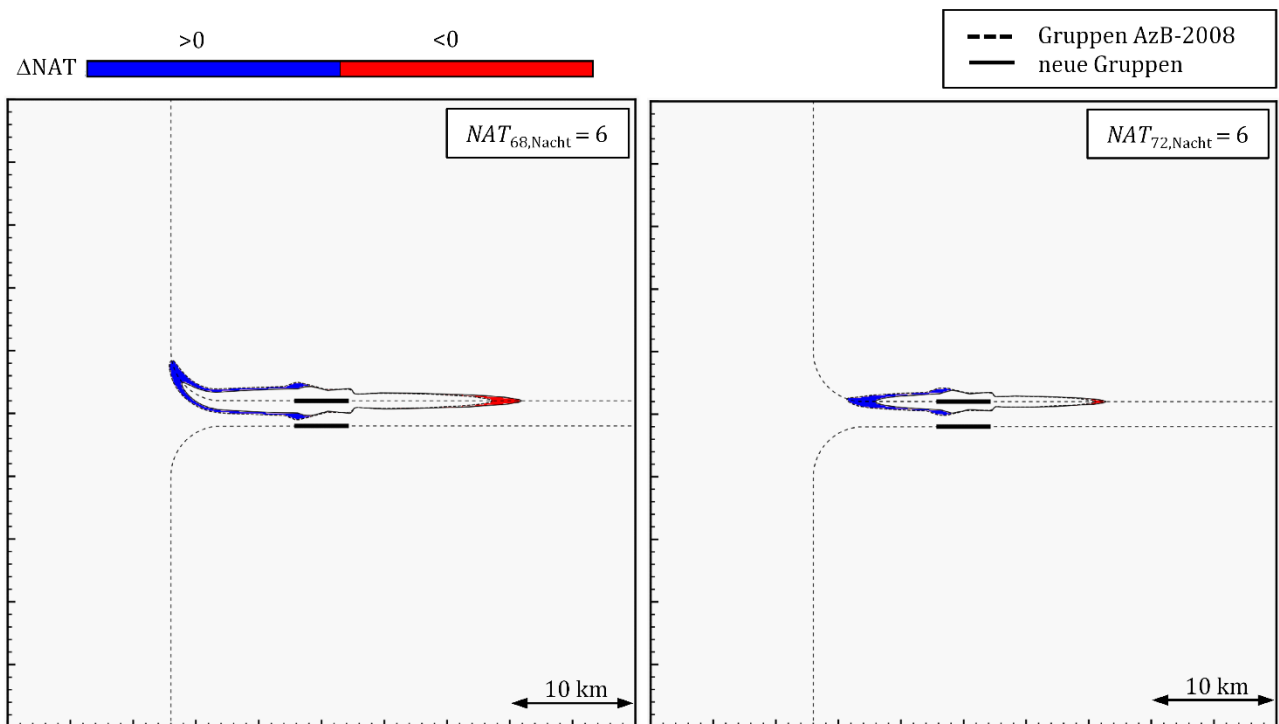 >0 <0
ΔNAT
Gruppen AzB-2008
neue Gruppen
NAT68,Nacht = 6
NAT72,Nacht = 6
10 km
10 km